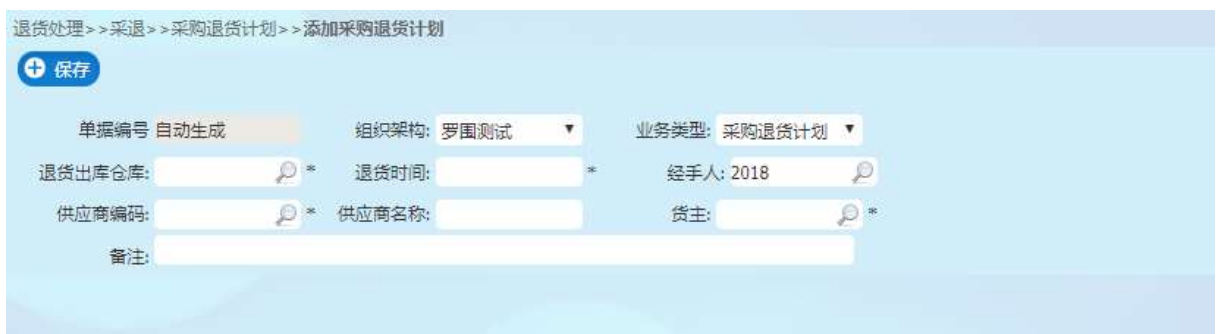 退货处理>>采退>>采购退货计划>>添加采购退货计划
保存
单据编号 自动生成 组织架构: 罗围测试 业务类型: 采购退货计划
退货出库仓库: * 退货时间: * 经手人: 2018
供应商编码: * 供应商名称: 货主: *
备注: